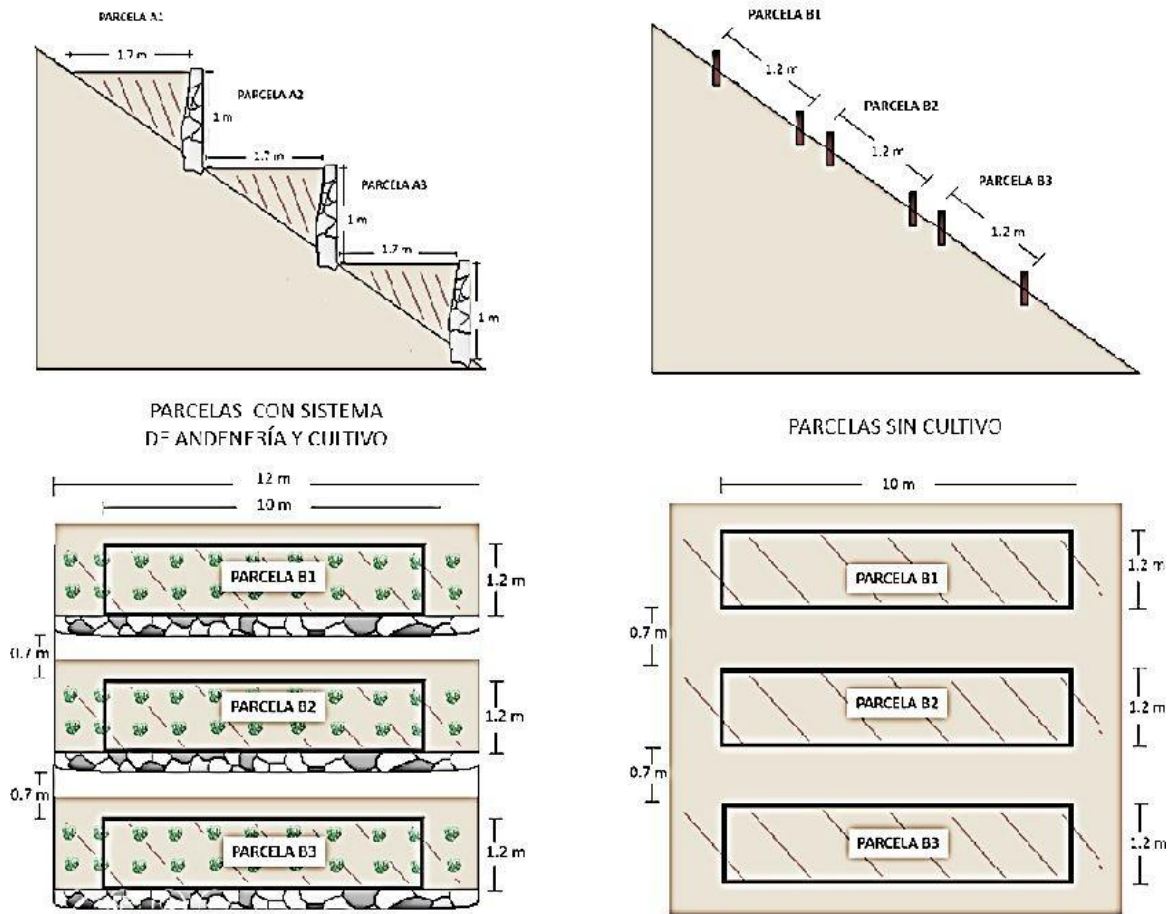 PARCELA A1
1.7 m
PARCELA A2
1 m
1.7 m
PARCELA A3
1 m
1.7 m
1 m
PARCELA B1
1.2 m
PARCELA B2
1.2 m
PARCELA B3
1.2 m
PARCELAS CON SISTEMA
DE ANDENERÍA Y CULTIVO
12 m
10 m
PARCELA B1
1.2 m
0.7 m
PARCELA B2
1.2 m
0.7 m
PARCELA B3
1.2 m
PARCELAS SIN CULTIVO
10 m
PARCELA B1
1.2 m
0.7 m
PARCELA B2
1.2 m
0.7 m
PARCELA B3
1.2 m